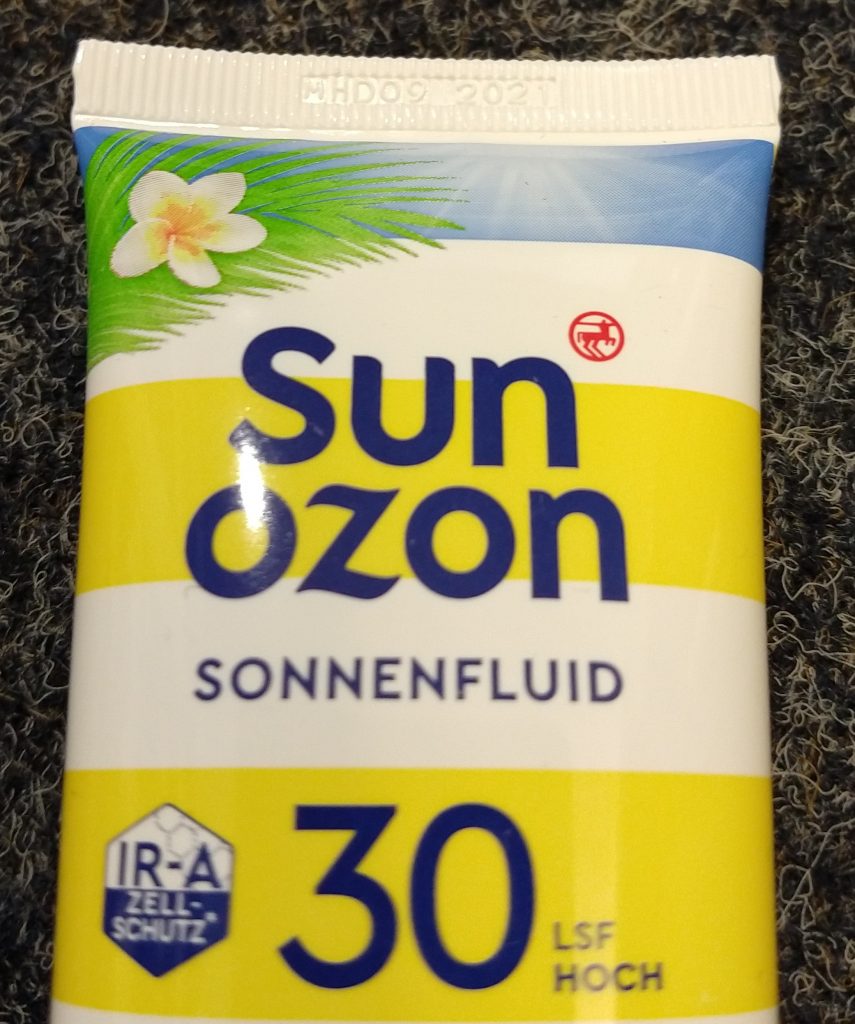 MHD09 2021
Sun
ozon
SONNENFLUID
IR-A
ZELL-
SCHUTZ*
30
LSF
HOCH